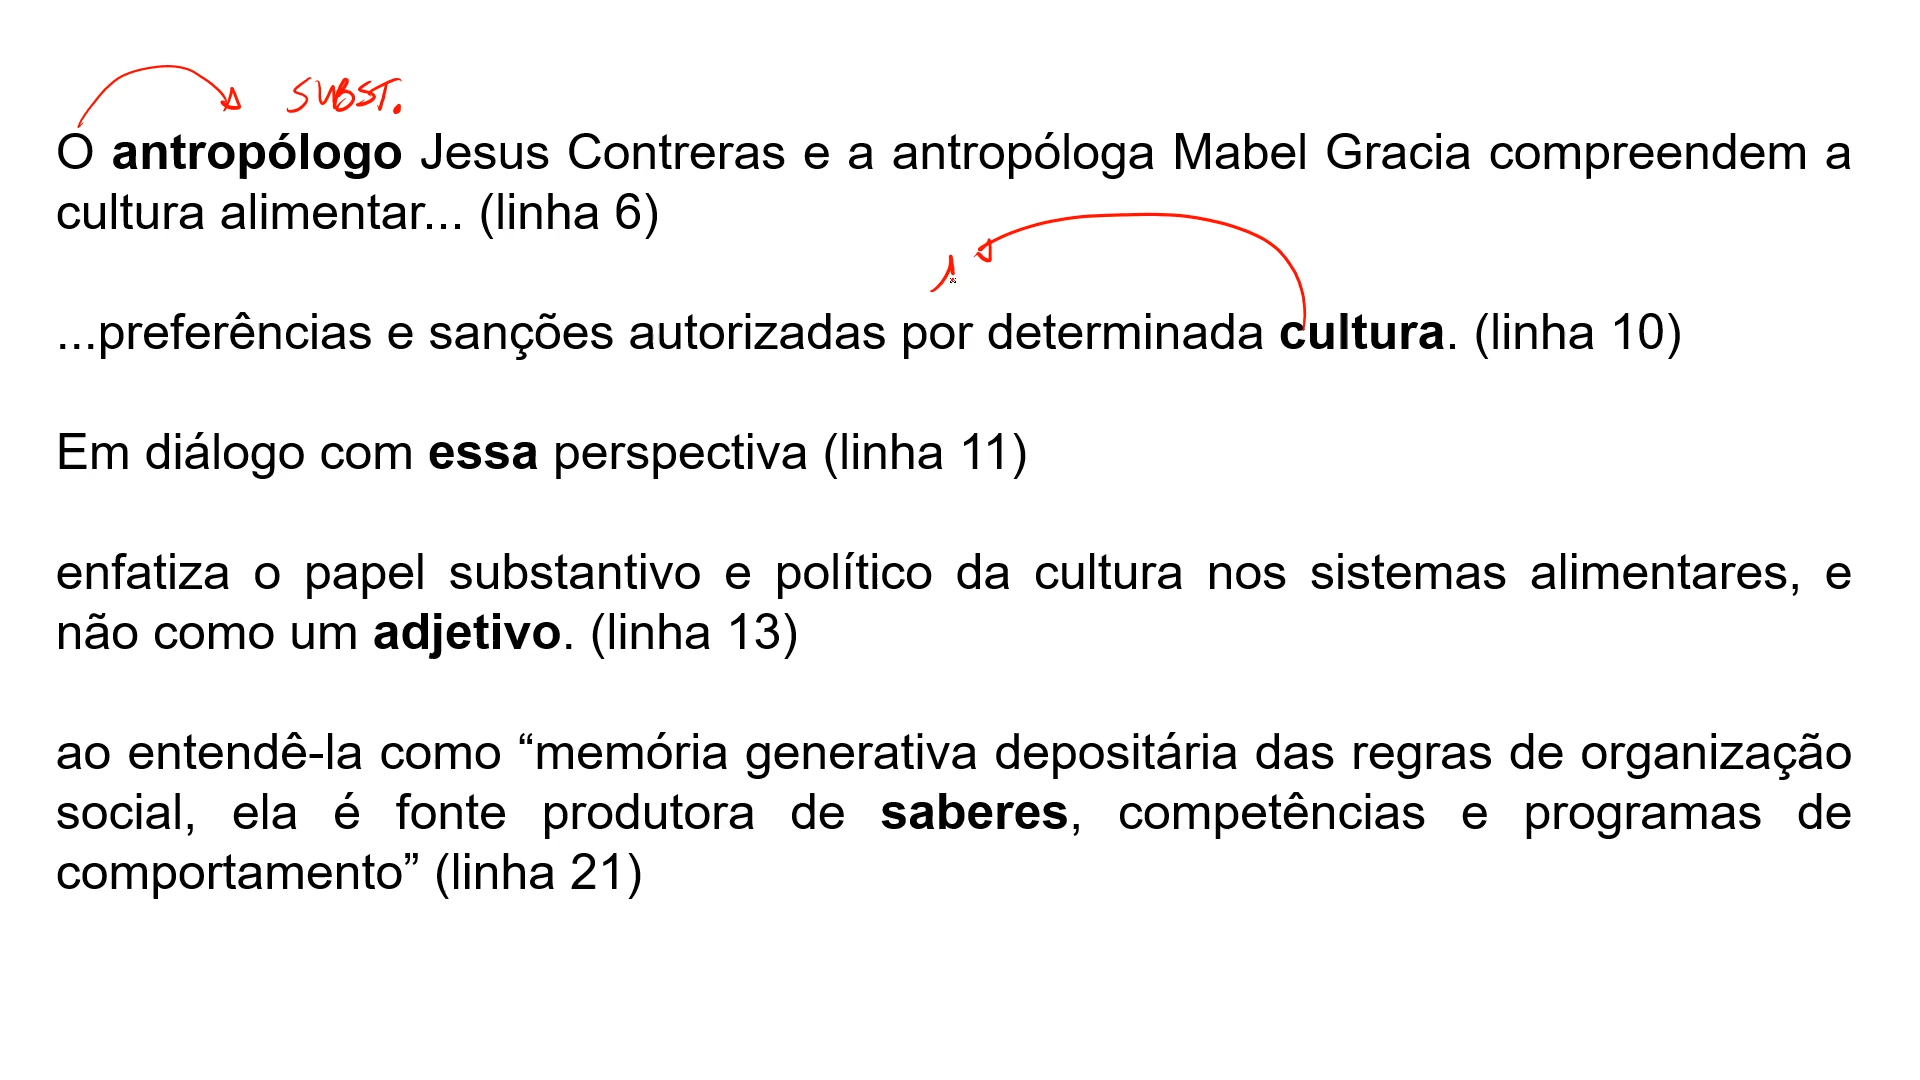 SUBST.
O antropólogo Jesus Contreras e a antropóloga Mabel Gracia compreendem a
cultura alimentar... (linha 6)
...preferências e sanções autorizadas por determinada cultura. (linha 10)
Em diálogo com essa perspectiva (linha 11)
enfatiza o papel substantivo e político da cultura nos sistemas alimentares, e
não como um adjetivo. (linha 13)
ao entendê-la como “memória generativa depositária das regras de organização
social, ela é fonte produtora de saberes, competências e programas de
comportamento” (linha 21)